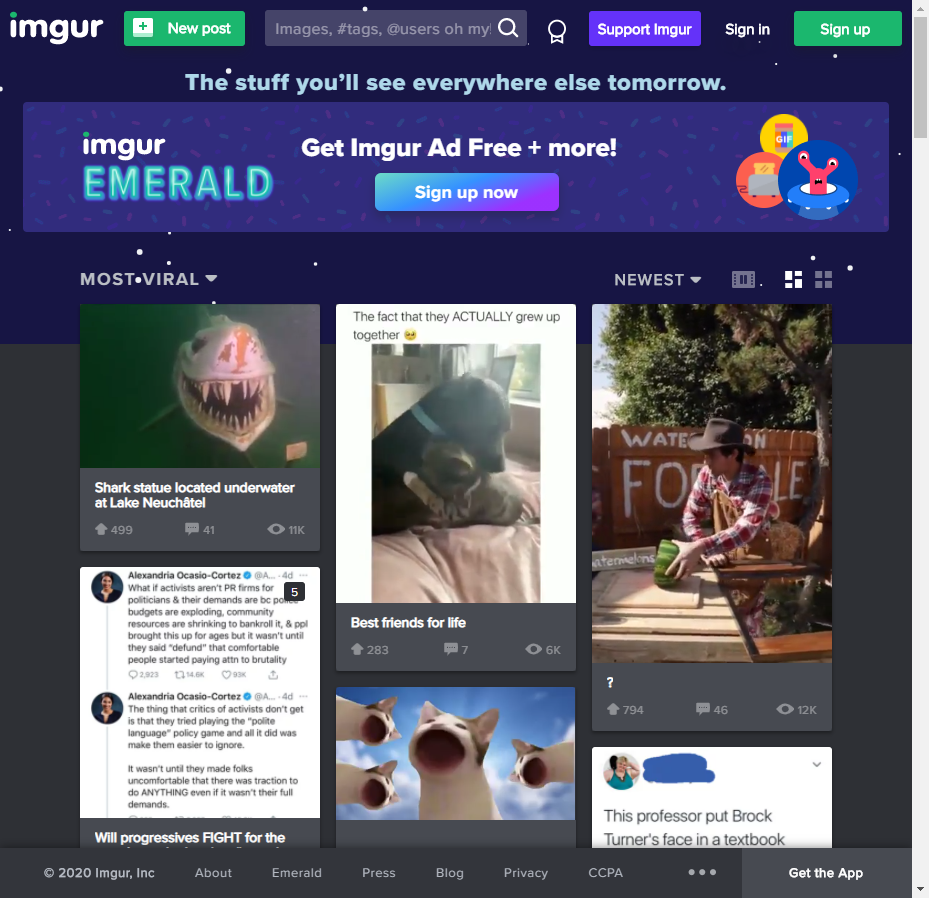 imgur
New post
Images, #tags, @users oh my!
Support Imgur
Sign in
Sign up
The stuff you’ll see everywhere else tomorrow.
imgur
EMERALD
Get Imgur Ad Free + more!
Sign up now
GIF
MOST VIRAL
NEWEST
Shark statue located underwater
at Lake Neuchâtel
499
41
11K
Alexandria Ocasio-Cortez @A... · 4d
5
What if activists aren't PR firms for
politicians & their demands are bc police
budgets are exploding, community
resources are shrinking to bankroll it, & ppl
brought this up for ages but it wasn't until
they said “defund” that comfortable
people started paying attn to brutality
2,923
14.6K
93K
Alexandria Ocasio-Cortez @A... · 4d
The thing that critics of activists don't get
is that they tried playing the “polite
language” policy game and all it did was
make them easier to ignore.
It wasn't until they made folks
uncomfortable that there was traction to
do ANYTHING even if it wasn't their full
demands.
Will progressives FIGHT for the
The fact that they ACTUALLY grew up
together 🥺
Best friends for life
283
7
6K
WATE ON
FO LE
watermelons
?
794
46
12K
This professor put Brock
Turner's face in a textbook
© 2020 Imgur, Inc
About
Emerald
Press
Blog
Privacy
CCPA
•••
Get the App